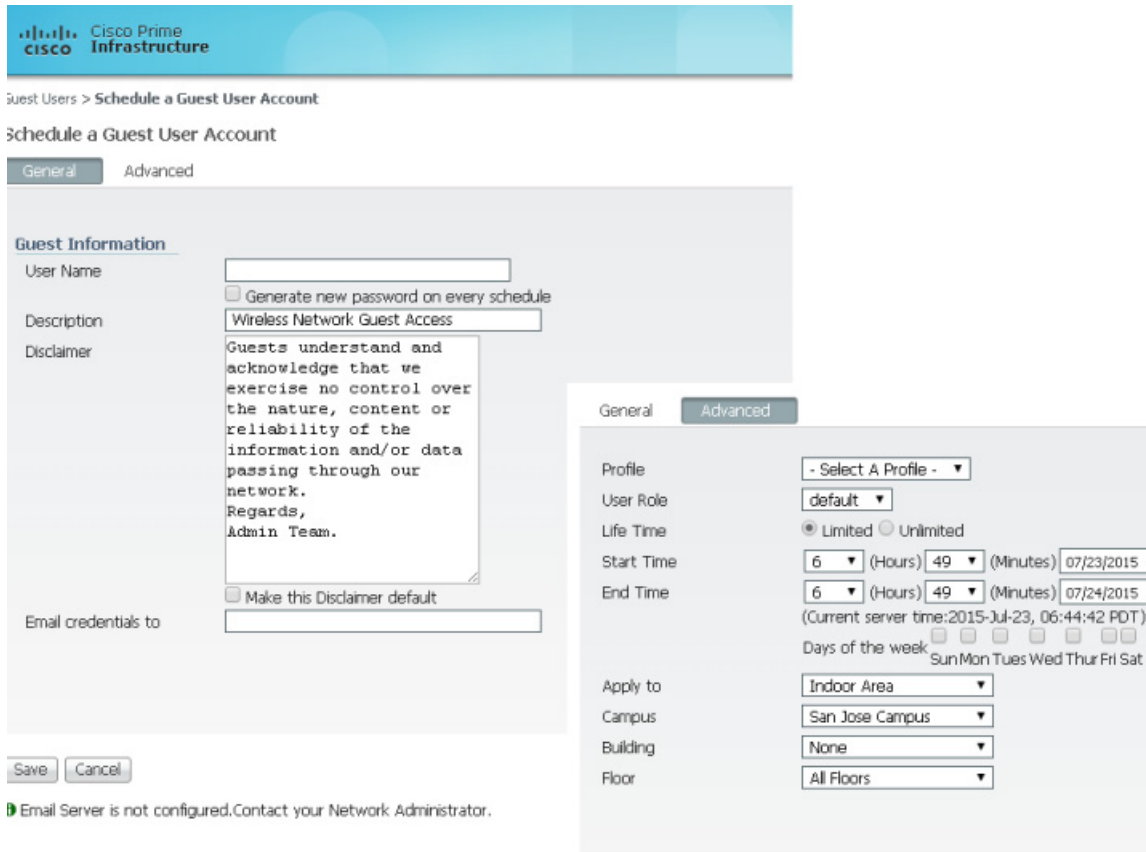 cisco Cisco Prime
Infrastructure
Guest Users > Schedule a Guest User Account
Schedule a Guest User Account
General Advanced
Guest Information
User Name
Generate new password on every schedule
Description Wireless Network Guest Access
Disclaimer
Guests understand and
acknowledge that we
exercise no control over
the nature, content or
reliability of the
information and/or data
passing through our
network.
Regards,
Admin Team.
Make this Disclaimer default
Email credentials to
Save Cancel
Email Server is not configured.Contact your Network Administrator.
General Advanced
Profile - Select A Profile -
User Role default
Life Time Limited Unlimited
Start Time 6 (Hours) 49 (Minutes) 07/23/2015
End Time 6 (Hours) 49 (Minutes) 07/24/2015
(Current server time:2015-Jul-23, 06:44:42 PDT)
Days of the week
Sun Mon Tues Wed Thur Fri Sat
Apply to Indoor Area
Campus San Jose Campus
Building None
Floor All Floors